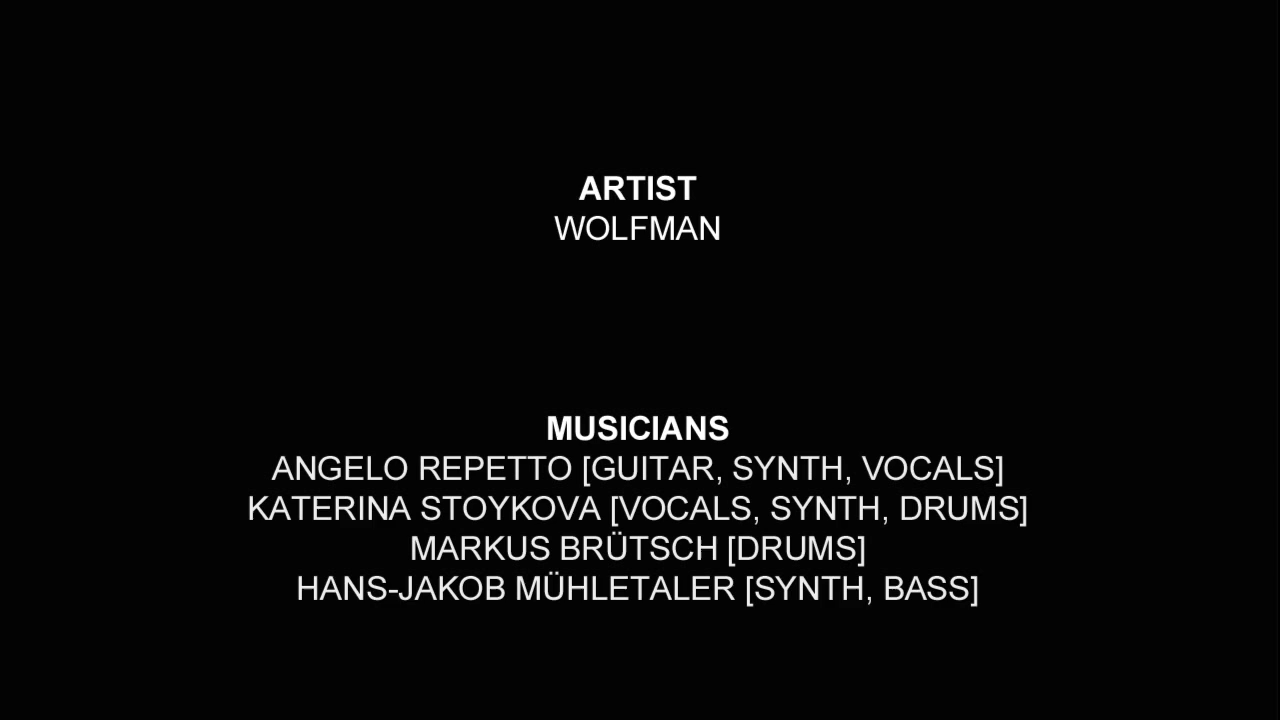 ARTIST
WOLFMAN
MUSICIANS
ANGELO REPETTO [GUITAR, SYNTH, VOCALS]
KATERINA STOYKOVA [VOCALS, SYNTH, DRUMS]
MARKUS BRÜTSCH [DRUMS]
HANS-JAKOB MÜHLETALER [SYNTH, BASS]